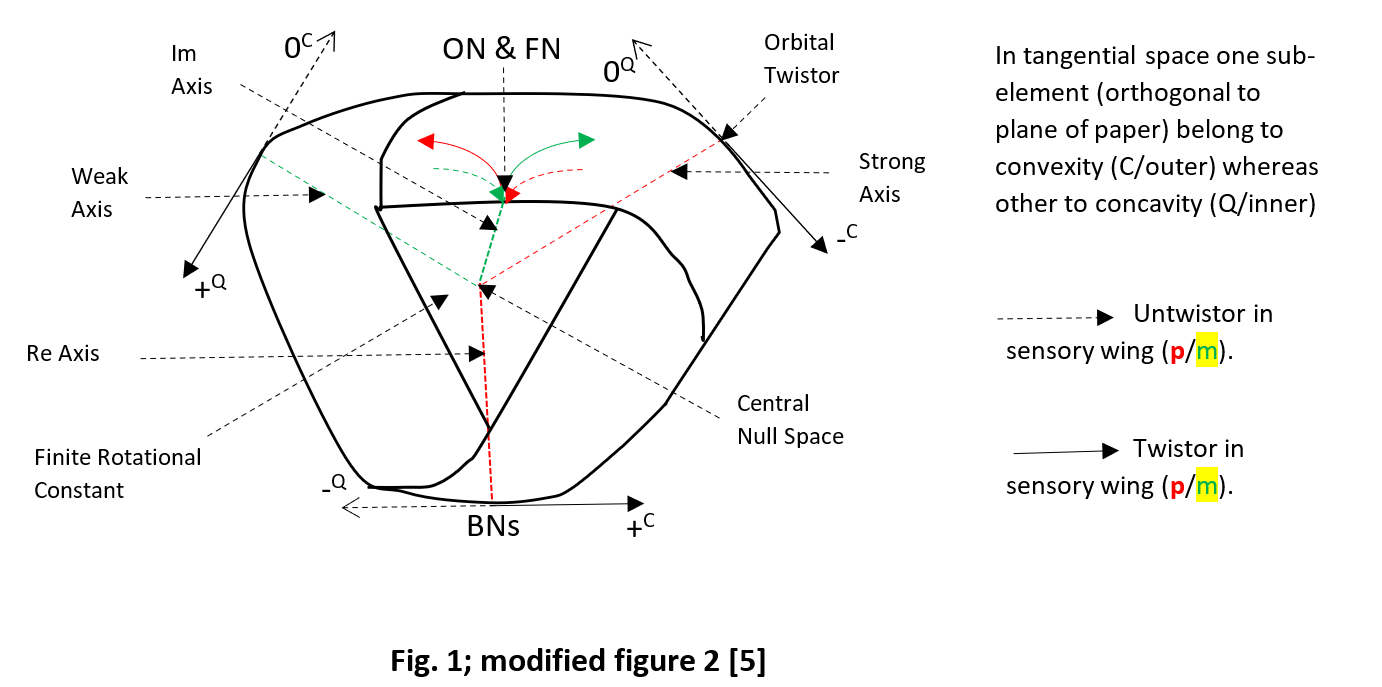 Im
Axis
0C
ON & FN
0Q
Orbital
Twistor
In tangential space one sub-
element (orthogonal to
plane of paper) belong to
convexity (C/outer) whereas
other to concavity (Q/inner)
Weak
Axis
Strong
Axis
-C
+Q
Re Axis
Untwistor in
sensory wing (p/m).
Central
Null Space
Finite Rotational
Constant
Twistor in
sensory wing (p/m).
-Q
BNs
+C
Fig. 1; modified figure 2 [5]